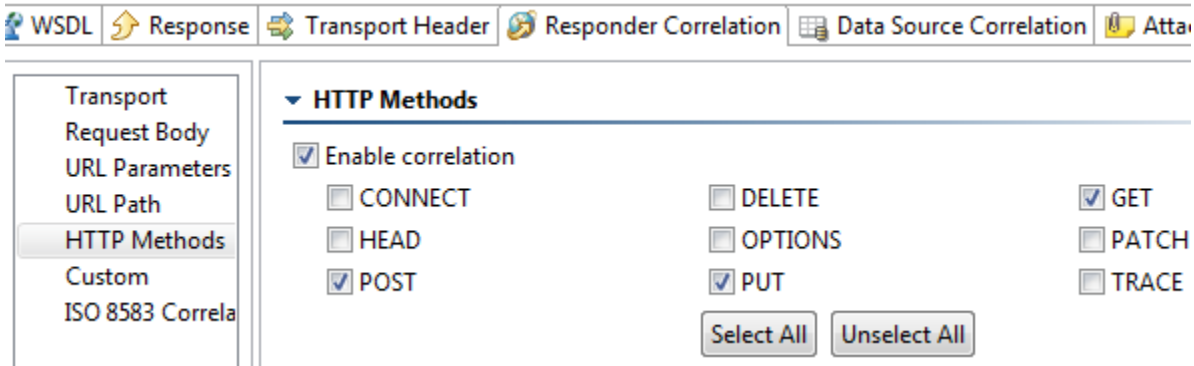 WSDL Response Transport Header Responder Correlation Data Source Correlation Atta
Transport
Request Body
URL Parameters
URL Path
HTTP Methods
Custom
ISO 8583 Correla
HTTP Methods
Enable correlation
CONNECT DELETE GET
HEAD OPTIONS PATCH
POST PUT TRACE
Select All Unselect All